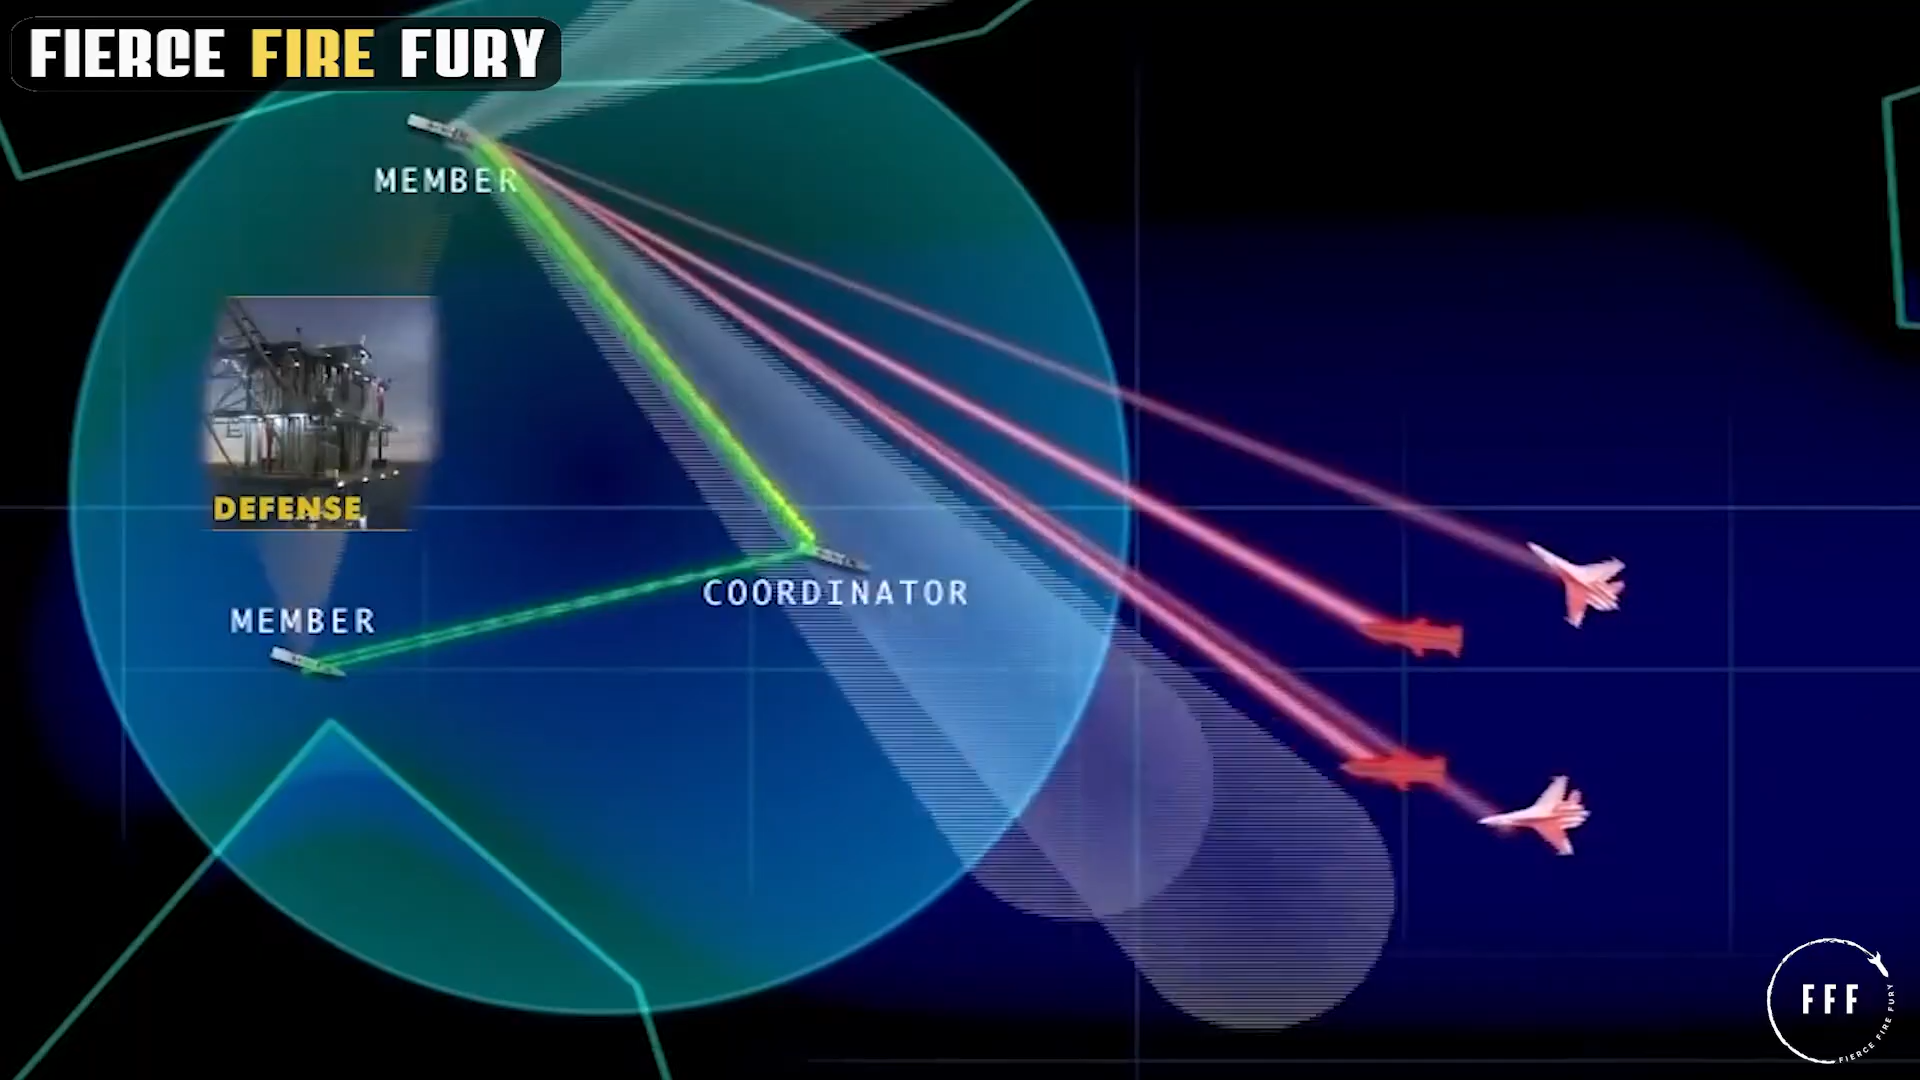 FIERCE FIRE FURY
MEMBER
DEFENSE
COORDINATOR
MEMBER
FFF
FIERCE FIRE FURY